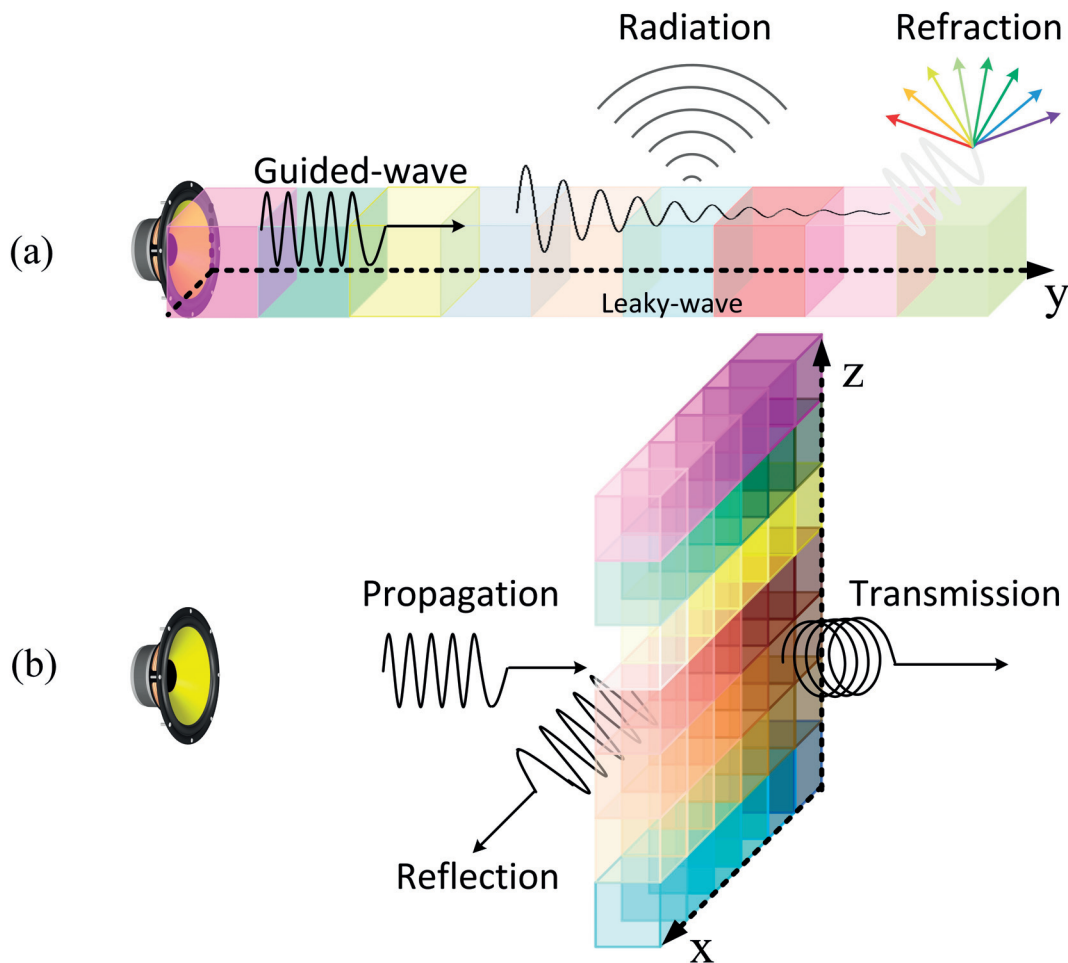 Radiation
Refraction
Guided-wave
(a)
Leaky-wave
y
z
Propagation
Transmission
(b)
Reflection
x